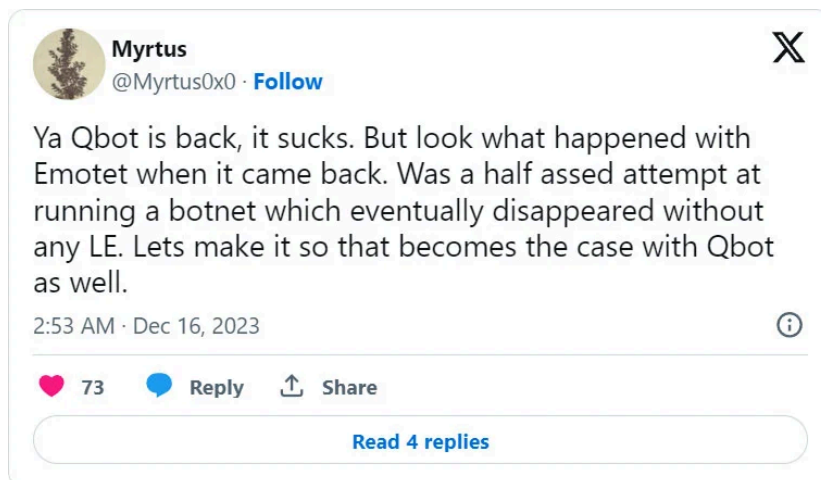 Myrtus
@Myrtus0x0 · Follow
Ya Qbot is back, it sucks. But look what happened with
Emotet when it came back. Was a half assed attempt at
running a botnet which eventually disappeared without
any LE. Lets make it so that becomes the case with Qbot
as well.
2:53 AM · Dec 16, 2023
73 Reply Share
Read 4 replies